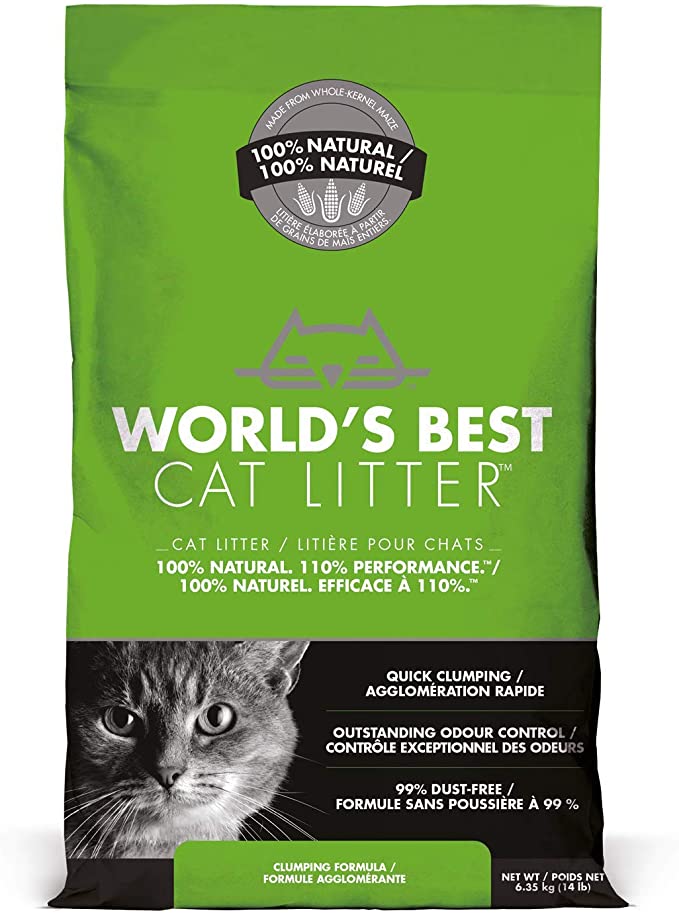 MADE FROM WHOLE-KERNEL MAIZE
100% NATURAL /
100% NATUREL
LITIÈRE ÉLABORÉE À PARTIR
DE GRAINS DE MAÏS ENTIERS.
WORLD'S BEST
CAT LITTER™
CAT LITTER / LITIÈRE POUR CHATS
100% NATURAL. 110% PERFORMANCE.™/
100% NATUREL. EFFICACE À 110%.™
QUICK CLUMPING /
AGGLOMÉRATION RAPIDE
OUTSTANDING ODOUR CONTROL /
CONTRÔLE EXCEPTIONNEL DES ODEURS
99% DUST-FREE /
FORMULE SANS POUSSIÈRE À 99 %
CLUMPING FORMULA /
FORMULE AGGLOMÉRANTE
NET WT / POIDS NET
6.35 kg (14 lb)